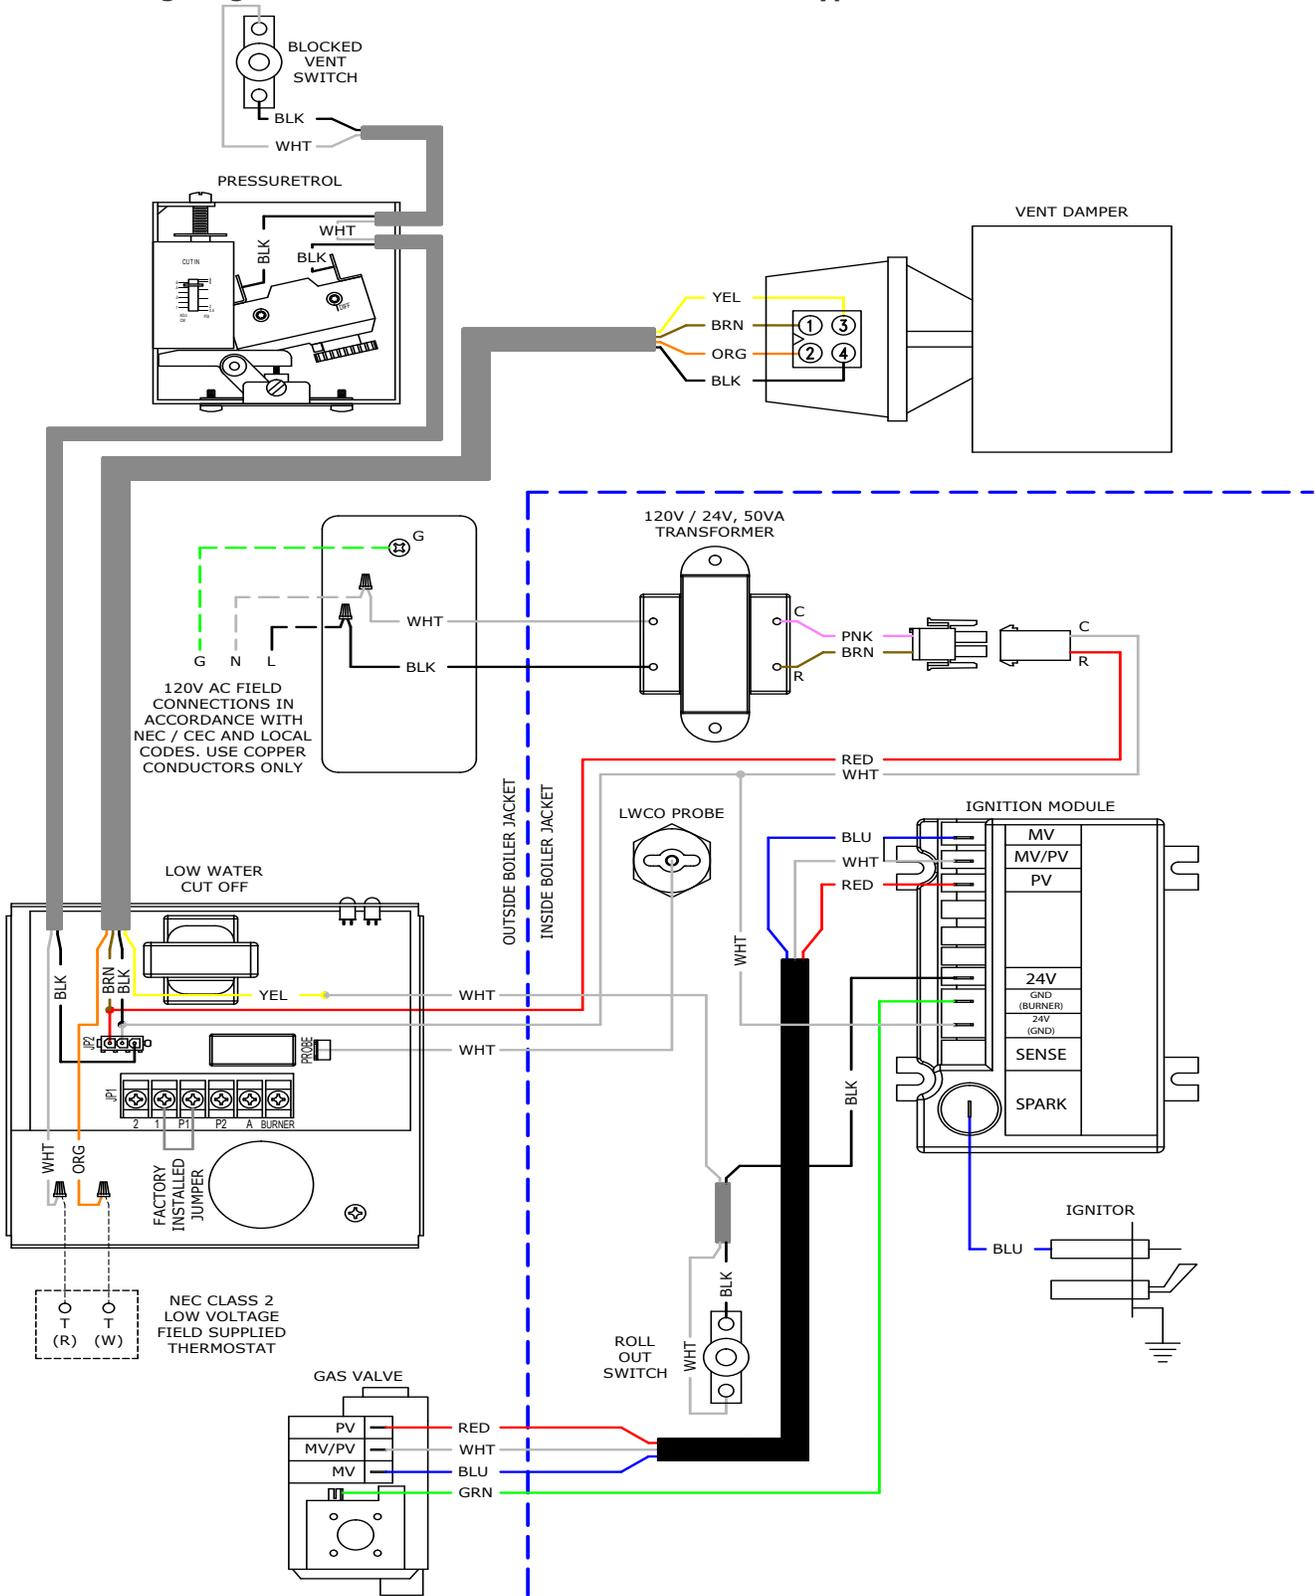 BLOCKED
VENT
SWITCH
BLK
WHT
PRESSURETROL
VENT DAMPER
WHT
BLK
BLK
CUT IN
DIFF
YEL
BRN
ORG
BLK
1
3
2
4
120V / 24V, 50VA
TRANSFORMER
G
C
WHT
PNK
C
BRN
R
BLK
R
G N L
120V AC FIELD
CONNECTIONS IN
ACCORDANCE WITH
NEC / CEC AND LOCAL
CODES. USE COPPER
CONDUCTORS ONLY
RED
WHT
OUTSIDE BOILER JACKET
INSIDE BOILER JACKET
LWCO PROBE
IGNITION MODULE
BLU
MV
WHT
MV/PV
RED
PV
24V
GND
(BURNER)
24V
(GND)
SENSE
SPARK
WHT
BLK
LOW WATER
CUT OFF
BLK
BRN
BLK
YEL
WHT
JP2
PROBE
WHT
JP1
2 1 P1 P2 A BURNER
WHT
ORG
FACTORY
INSTALLED
JUMPER
IGNITOR
BLU
T
(R)
T
(W)
NEC CLASS 2
LOW VOLTAGE
FIELD SUPPLIED
THERMOSTAT
BLK
WHT
ROLL
OUT
SWITCH
GAS VALVE
PV
RED
MV/PV
WHT
MV
BLU
GRN